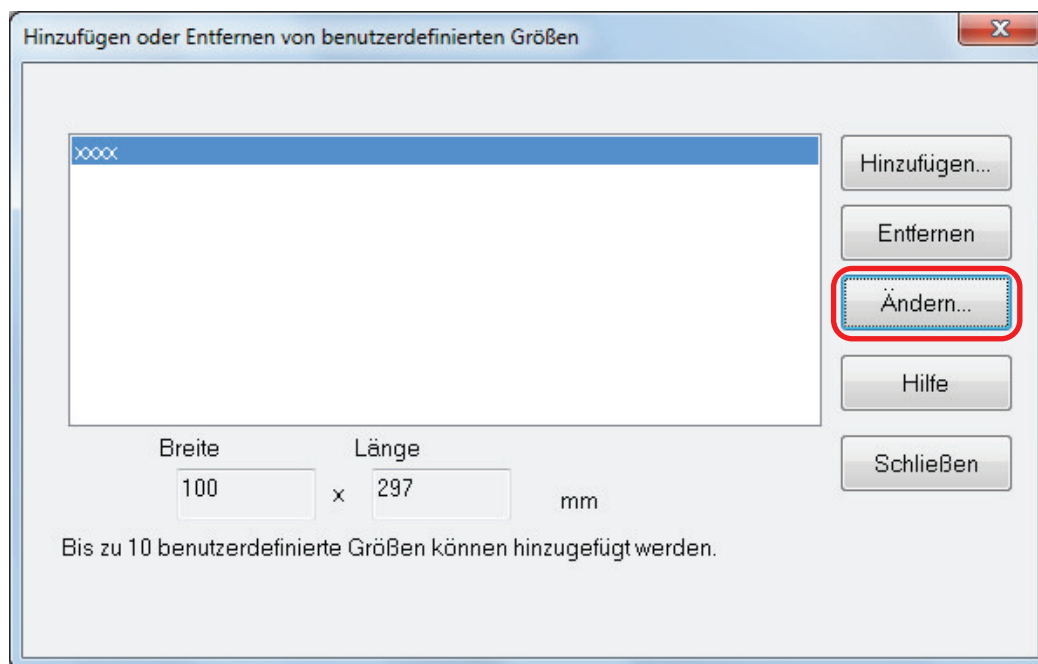 Hinzufügen oder Entfernen von benutzerdefinierten Größen
xxxx
Hinzufügen...
Entfernen
Ändern...
Hilfe
Schließen
Breite Länge
100 x 297 mm
Bis zu 10 benutzerdefinierte Größen können hinzugefügt werden.